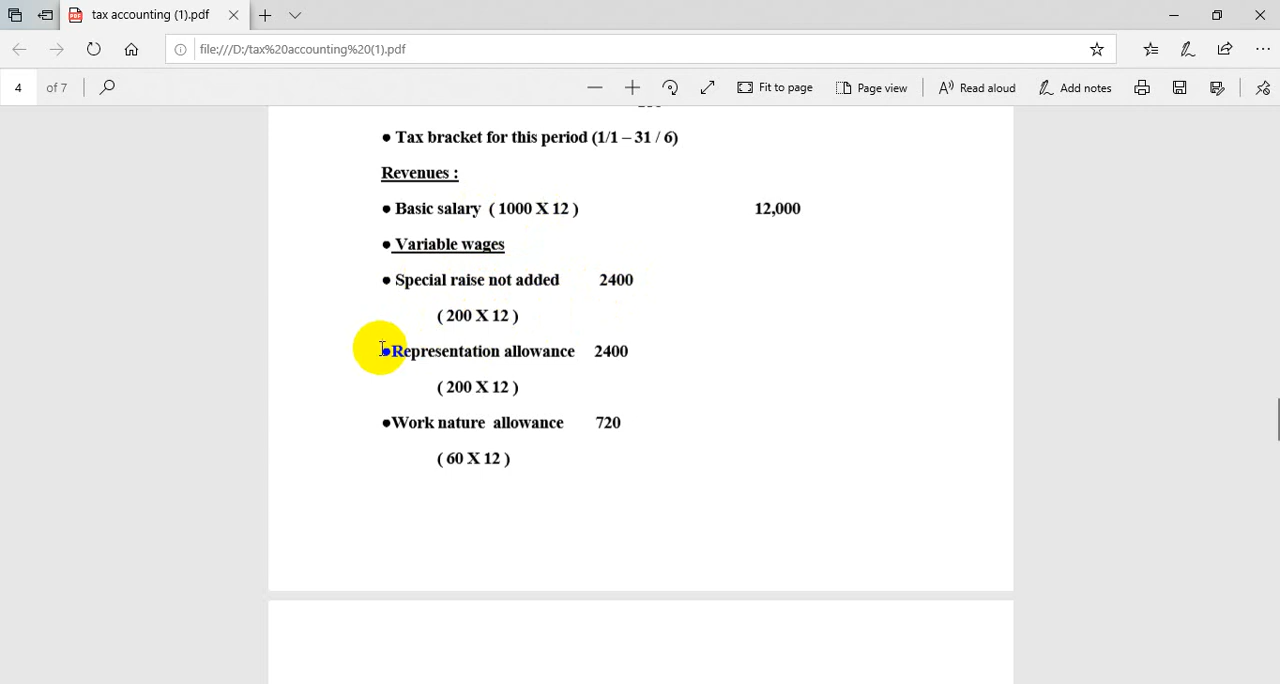 tax accounting (1).pdf
file:///D:/tax%20accounting%20(1).pdf
4 of 7
Fit to page
Page view
Read aloud
Add notes
● Tax bracket for this period (1/1 – 31 / 6)
Revenues :
● Basic salary ( 1000 X 12 ) 12,000
● Variable wages
● Special raise not added 2400
( 200 X 12 )
●Representation allowance 2400
( 200 X 12 )
●Work nature allowance 720
( 60 X 12 )